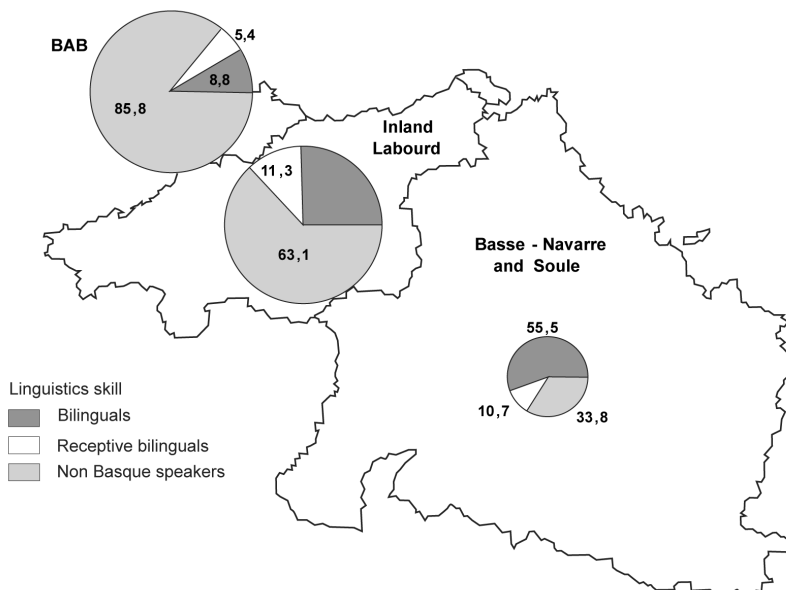 BAB
5,4
8,8
85,8
Inland
Labourd
11,3
63,1
Basse - Navarre
and Soule
55,5
10,7
33,8
Linguistics skill
Bilinguals
Receptive bilinguals
Non Basque speakers